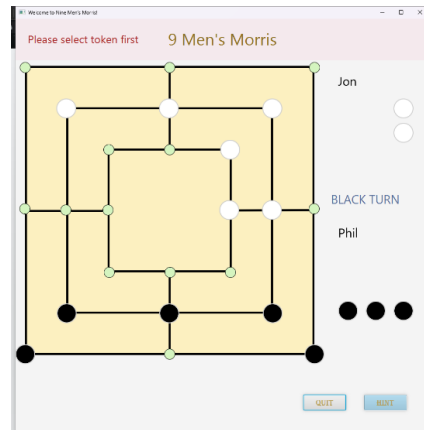 Welcome to Nine Men's Morris!
Please select token first
9 Men's Morris
Jon
BLACK TURN
Phil
QUIT
HINT